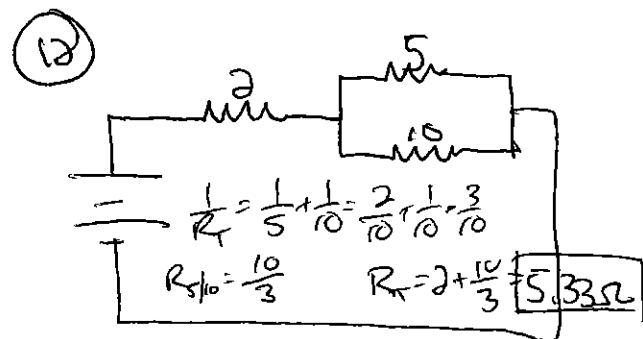 12
2
5
10
1/R_T = 1/5 + 1/10 = 2/10 + 1/10 = 3/10
R_5/10 = 10/3
R_T = 2 + 10/3 = 5.33Ω